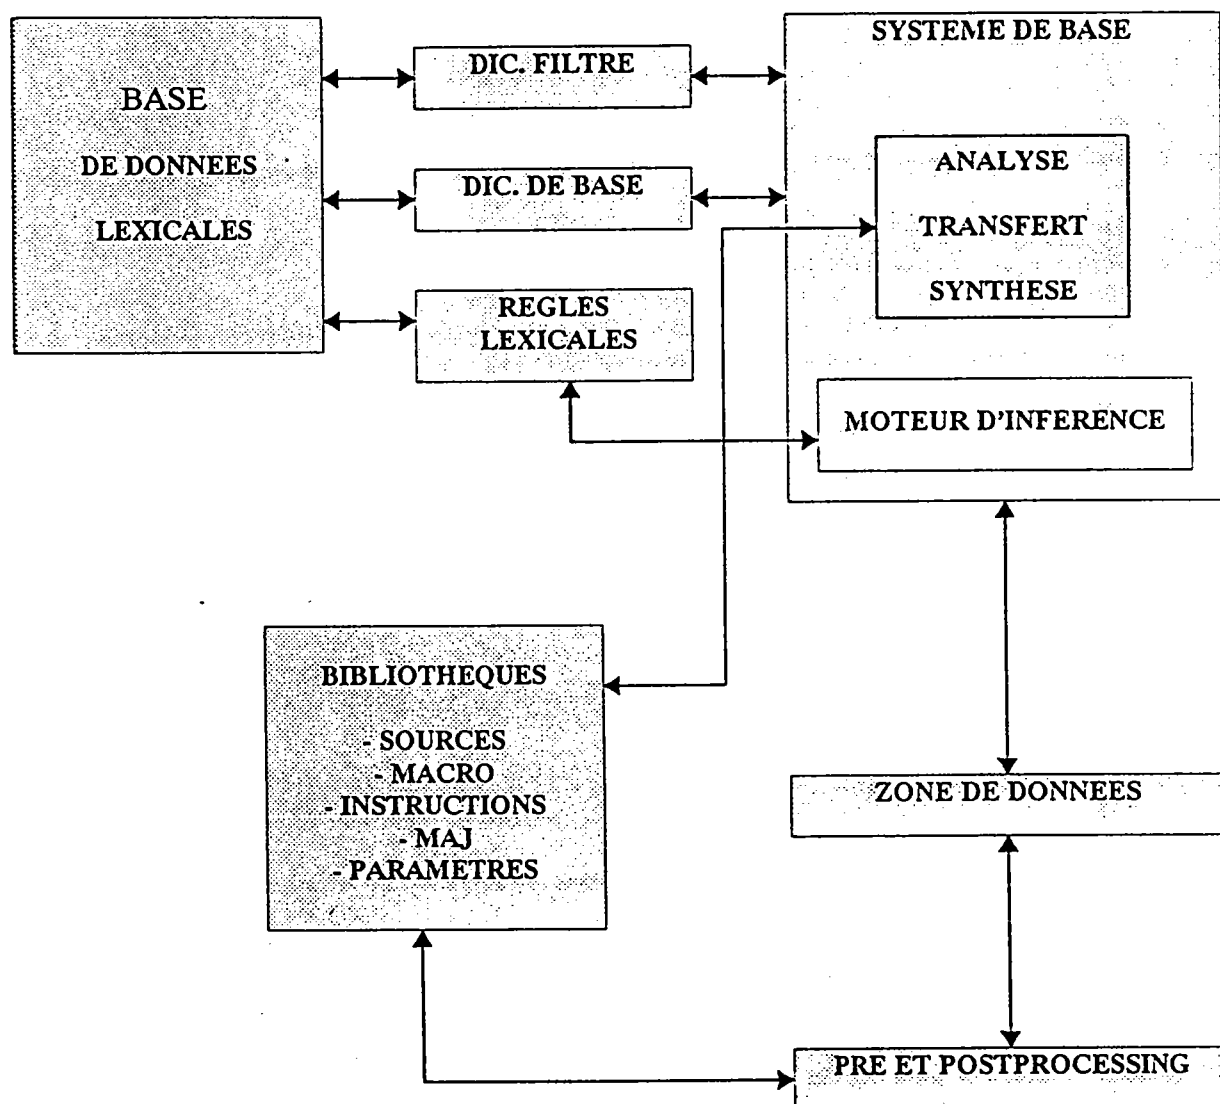 BASE
DE DONNEES
LEXICALES
DIC. FILTRE
DIC. DE BASE
REGLES
LEXICALES
SYSTEME DE BASE
ANALYSE
TRANSFERT
SYNTHESE
MOTEUR D'INFERENCE
BIBLIOTHEQUES
- SOURCES
- MACRO
- INSTRUCTIONS
- MAJ
- PARAMETRES
ZONE DE DONNEES
PRE ET POSTPROCESSING